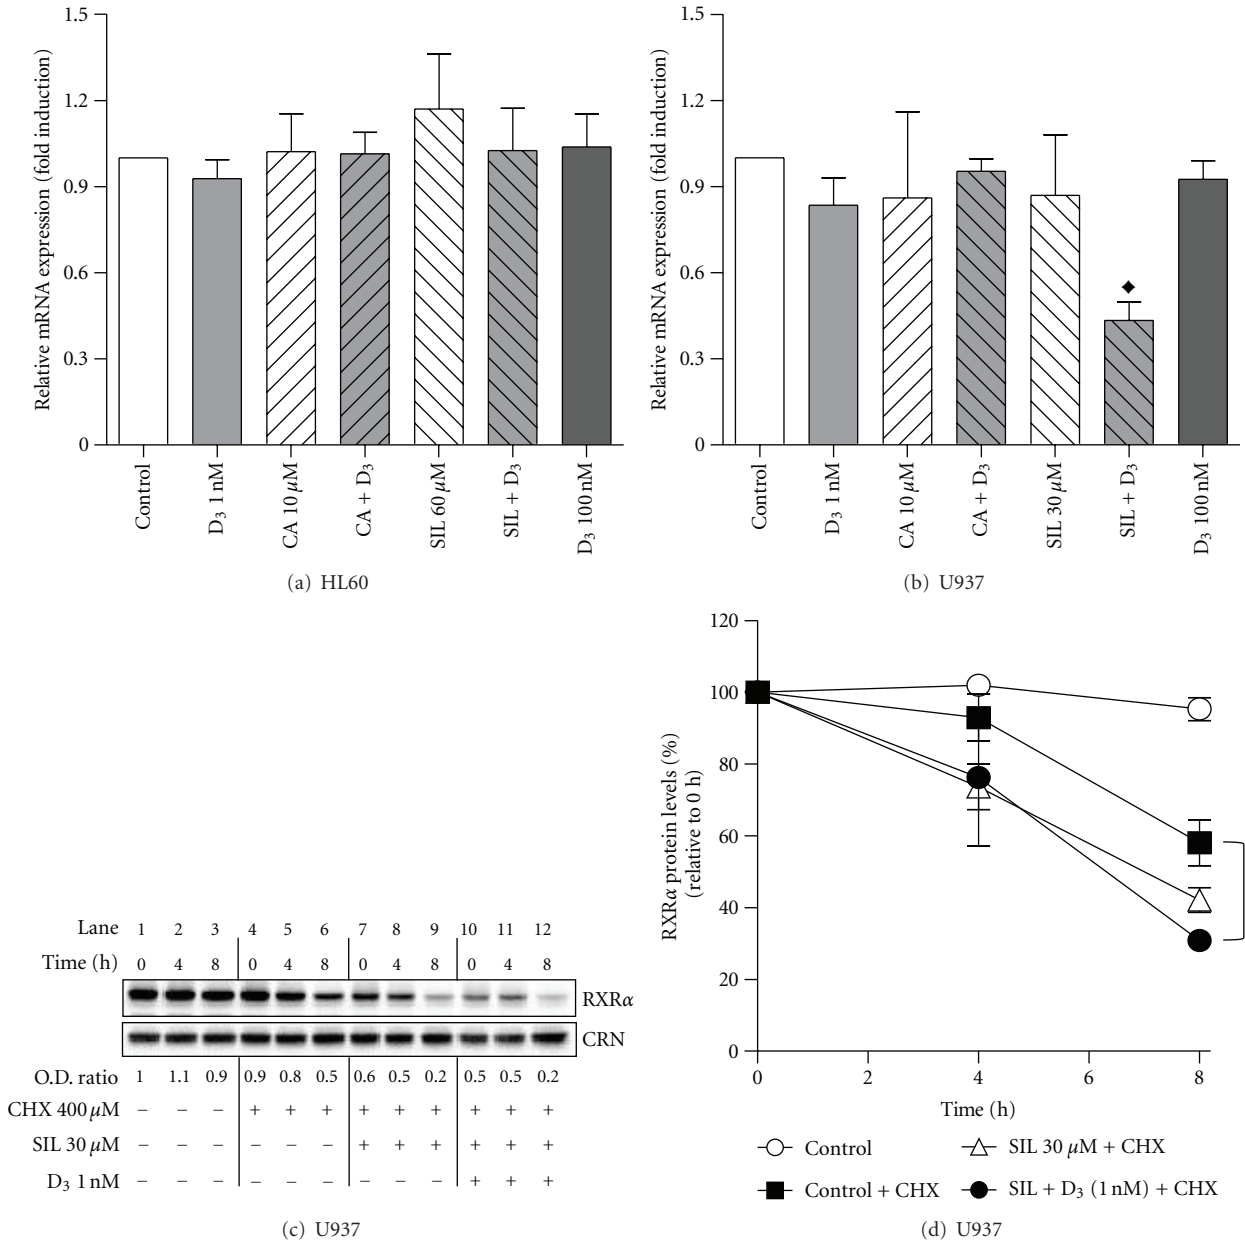 Relative mRNA expression (fold induction)
1.5
1.2
0.9
0.6
0.3
0
Control
D₃ 1 nM
CA 10 μM
CA + D₃
SIL 60 μM
SIL + D₃
D₃ 100 nM
(a) HL60
Relative mRNA expression (fold induction)
1.5
1.2
0.9
0.6
0.3
0
Control
D₃ 1 nM
CA 10 μM
CA + D₃
SIL 30 μM
SIL + D₃
D₃ 100 nM
(b) U937
Lane 1 2 3 4 5 6 7 8 9 10 11 12
Time (h) 0 4 8 0 4 8 0 4 8 0 4 8
RXRα
CRN
O.D. ratio 1 1.1 0.9 0.9 0.8 0.5 0.6 0.5 0.2 0.5 0.5 0.2
CHX 400 μM − − − + + + + + + + + +
SIL 30 μM − − − − − − + + + + + +
D₃ 1 nM − − − − − − − − − + + +
(c) U937
RXRα protein levels (%)
(relative to 0 h)
120
100
80
60
40
20
0
0 2 4 6 8
Time (h)
Control
SIL 30 μM + CHX
Control + CHX
SIL + D₃ (1 nM) + CHX
(d) U937